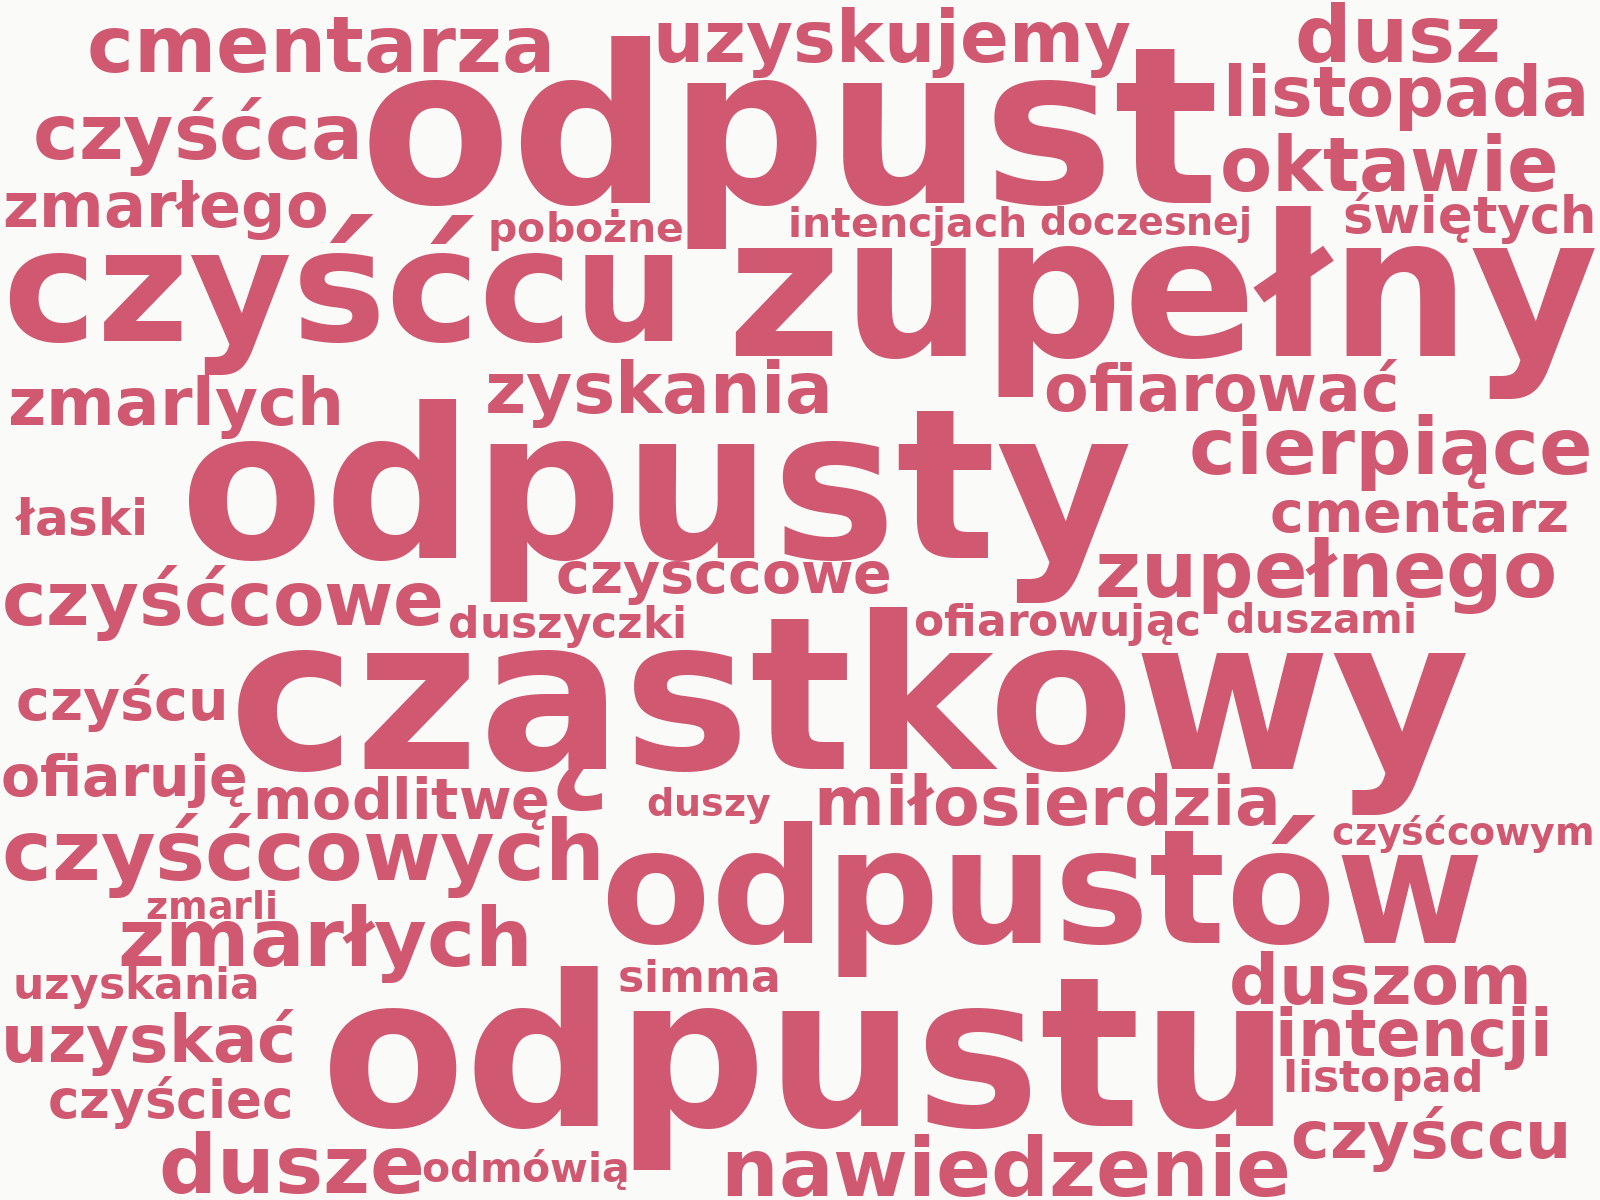 cmentarza
uzyskujemy
dusz
odpust
listopada
czyśćca
oktawie
zmarłego
pobożne
intencjach
doczesnej
świętych
czyśćcu
zupełny
zmarlych
zyskania
ofiarować
odpusty
cierpiące
łaski
cmentarz
zupełnego
czyśćcowe
czysccowe
duszyczki
ofiarowując
duszami
cząstkowy
czyścu
ofiaruję
modlitwę
duszy
miłosierdzia
czyśćcowym
czyśćcowych
odpustów
zmarli
zmarłych
uzyskania
simma
duszom
uzyskać
odpustu
intencji
listopad
czyściec
czyśccu
dusze
odmówią
nawiedzenie